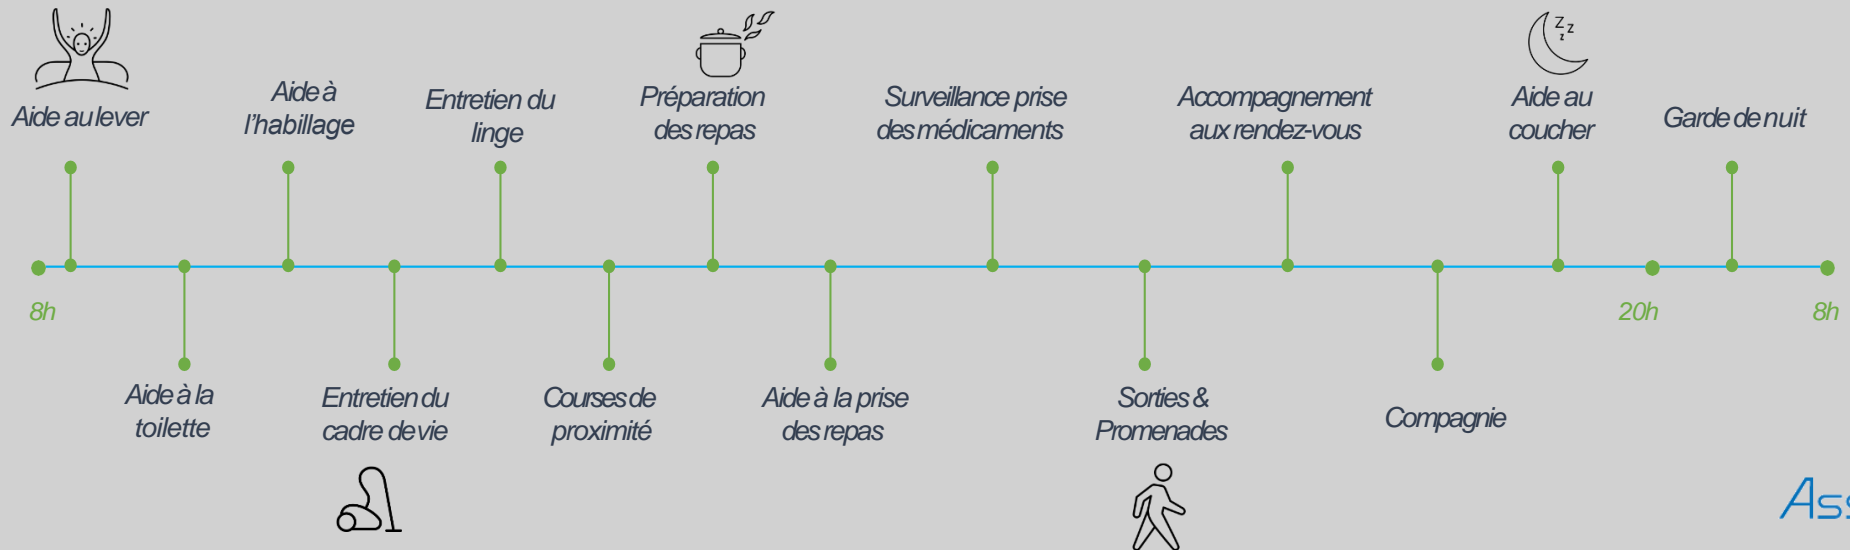 Aide au lever
Aide à
l'habillage
Entretien du
linge
Préparation
des repas
Surveillance prise
des médicaments
Accompagnement
aux rendez-vous
Aide au
coucher
Garde de nuit
Z z
z
8h
20h
8h
Aide à la
toilette
Entretien du
cadre de vie
Courses de
proximité
Aide à la prise
des repas
Sorties &
Promenades
Compagnie